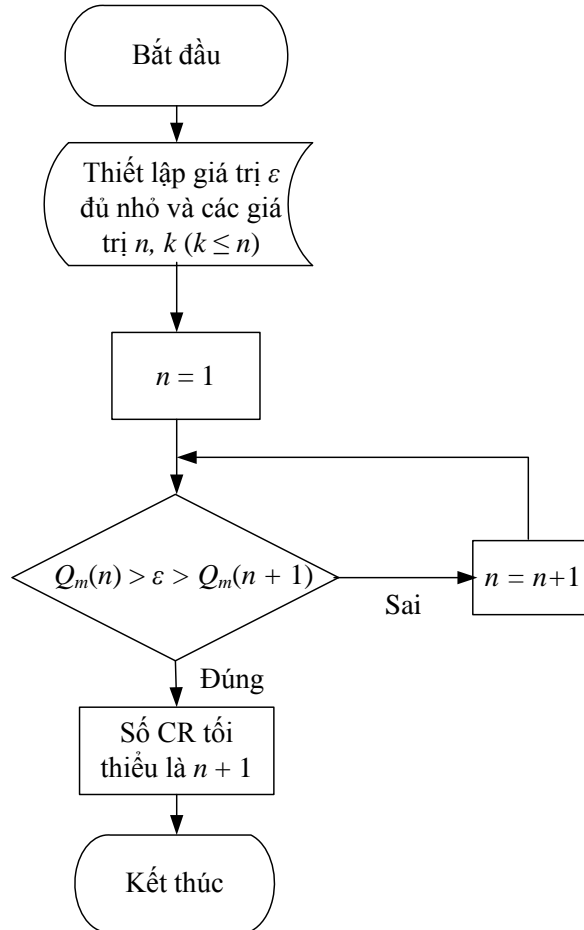 Bắt đầu
Thiết lập giá trị ε
đủ nhỏ và các giá
trị n, k (k ≤ n)
n = 1
Qm(n) > ε > Qm(n + 1)
Sai
n = n+1
Đúng
Số CR tối
thiểu là n + 1
Kết thúc